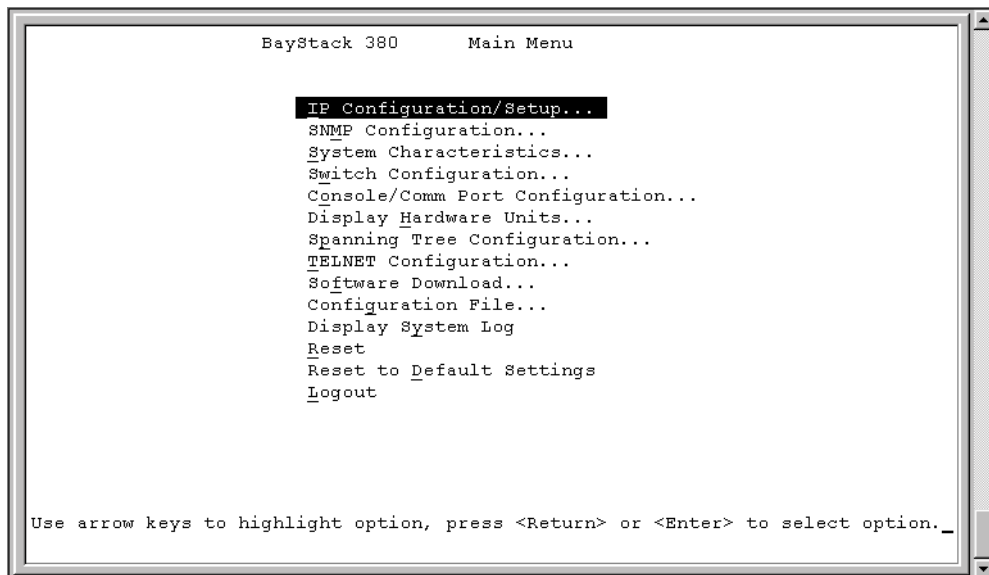 BayStack 380 Main Menu
IP Configuration/Setup...
SNMP Configuration...
System Characteristics...
Switch Configuration...
Console/Comm Port Configuration...
Display Hardware Units...
Spanning Tree Configuration...
TELNET Configuration...
Software Download...
Configuration File...
Display System Log
Reset
Reset to Default Settings
Logout
Use arrow keys to highlight option, press <Return> or <Enter> to select option._